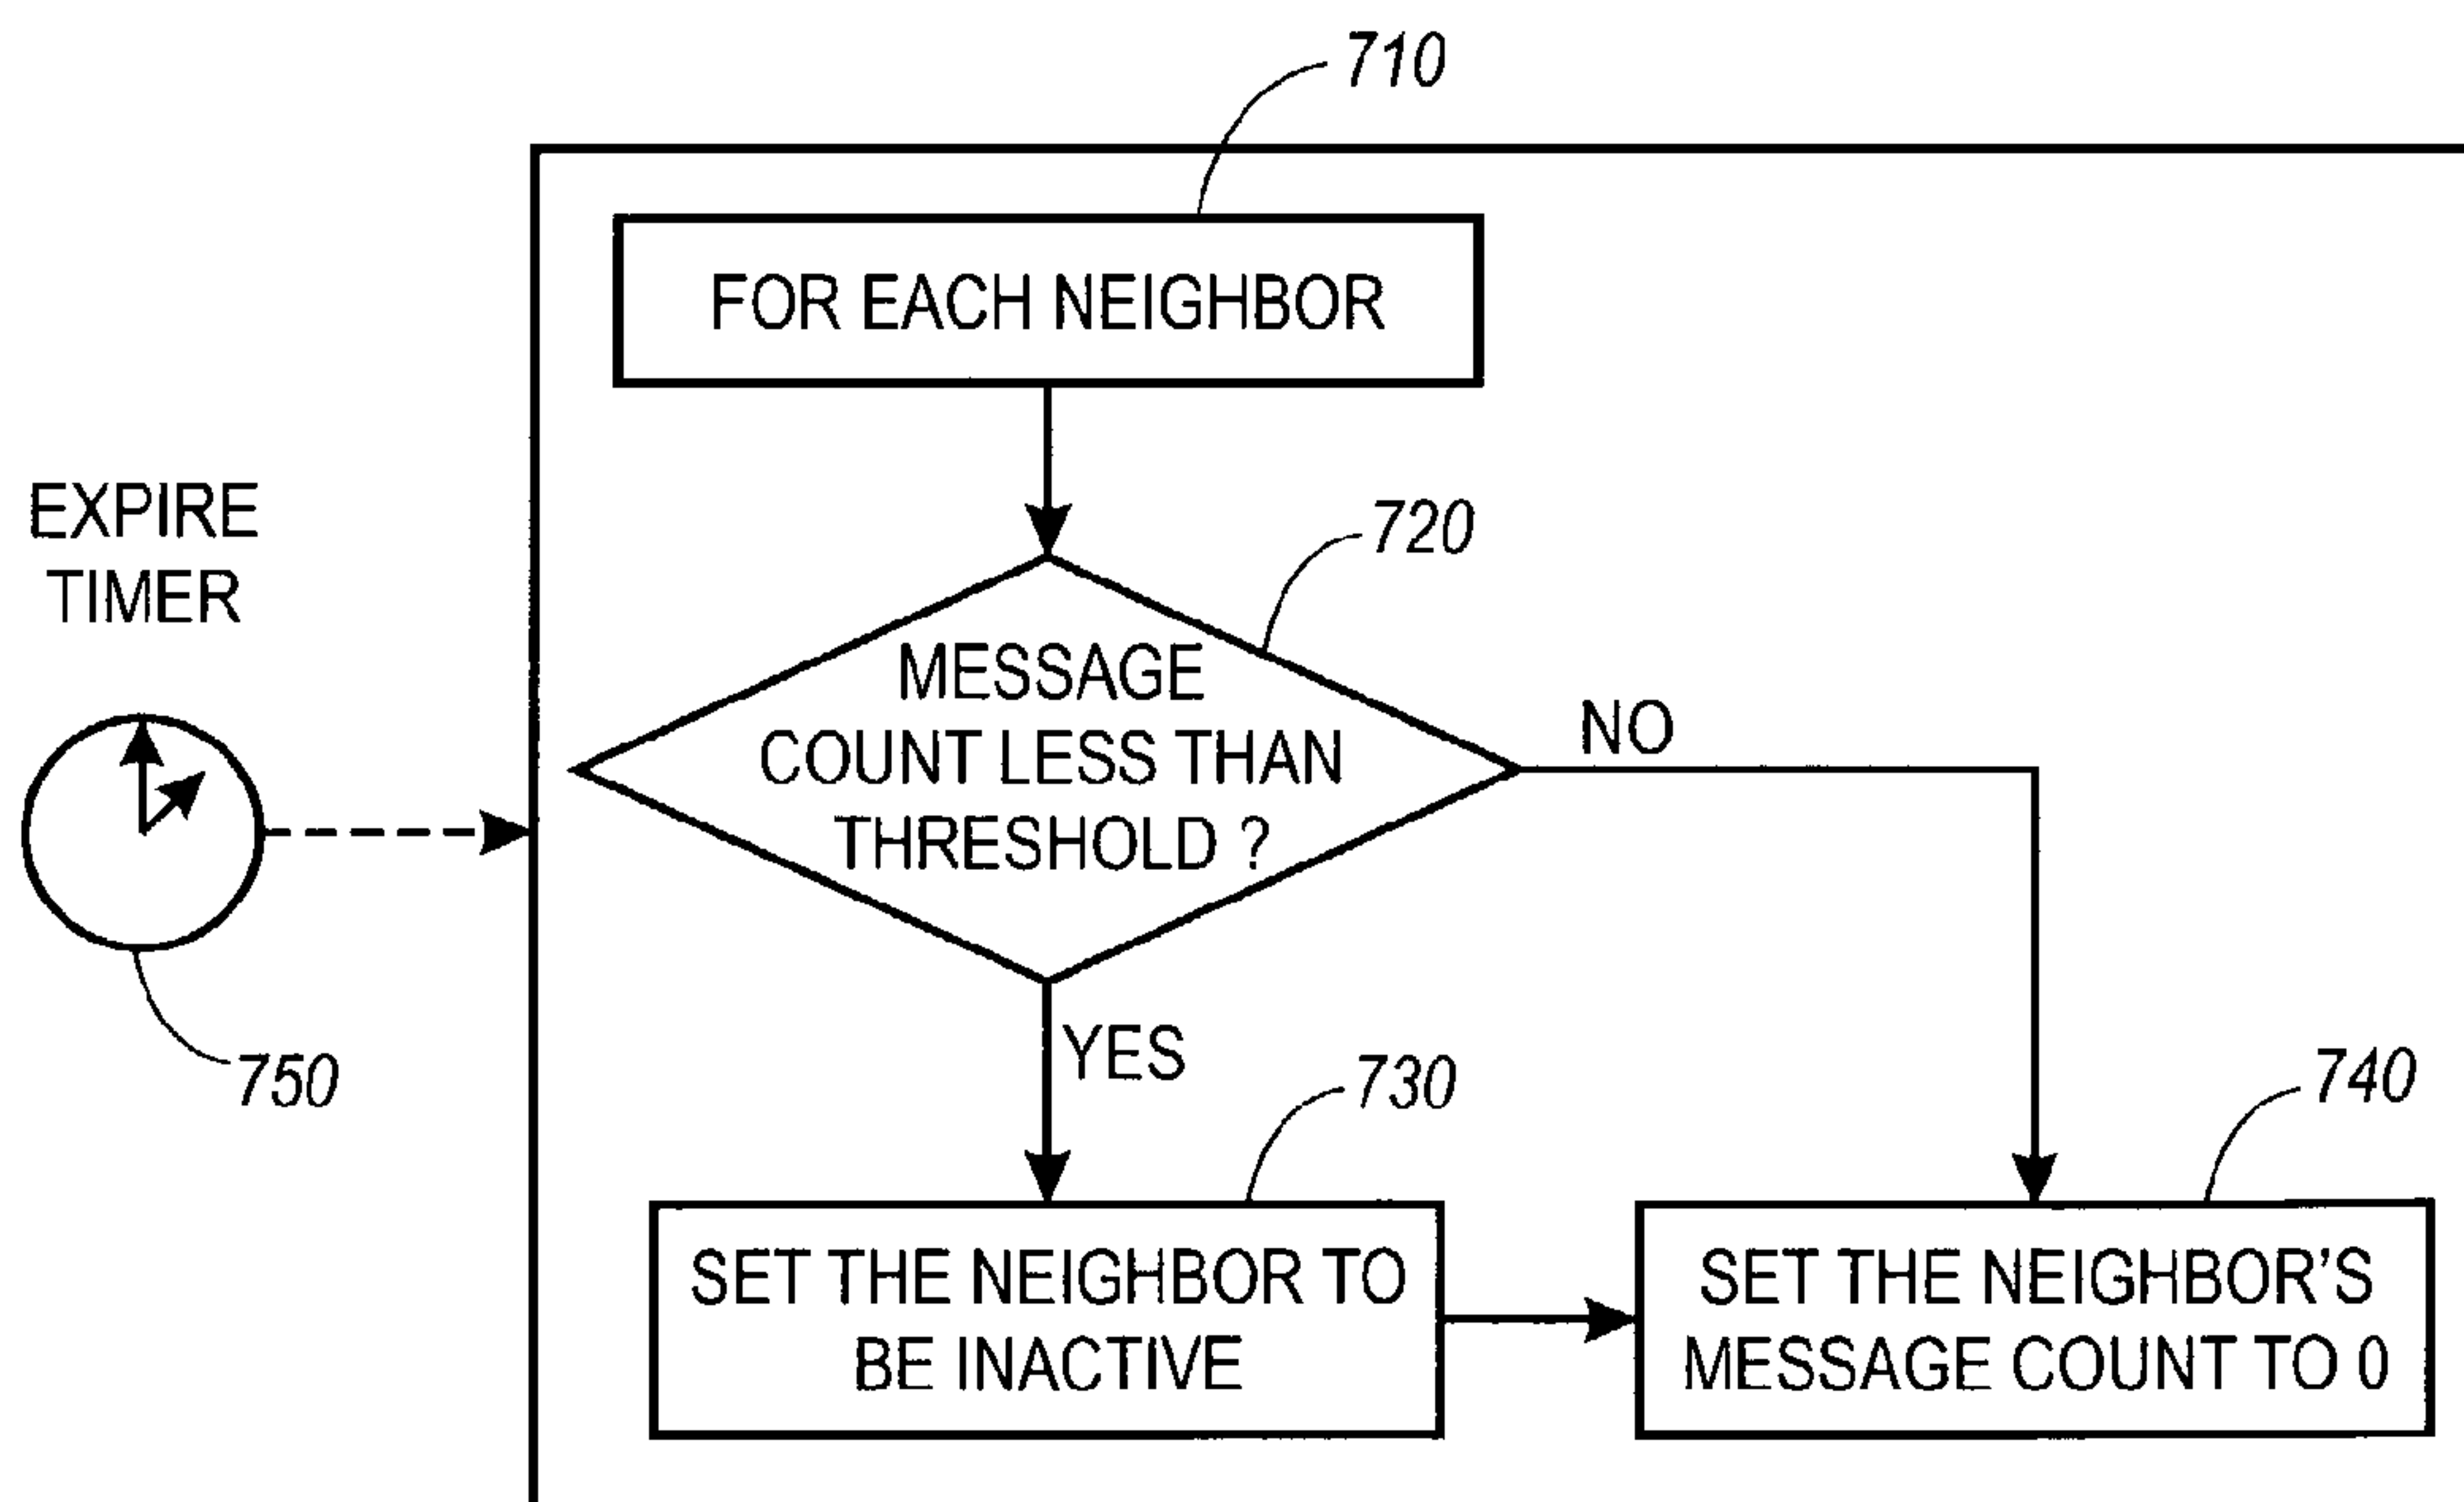 710
FOR EACH NEIGHBOR
EXPIRE
TIMER
720
MESSAGE
COUNT LESS THAN
THRESHOLD ?
NO
YES
750
730
740
SET THE NEIGHBOR TO
BE INACTIVE
SET THE NEIGHBOR'S
MESSAGE COUNT TO 0